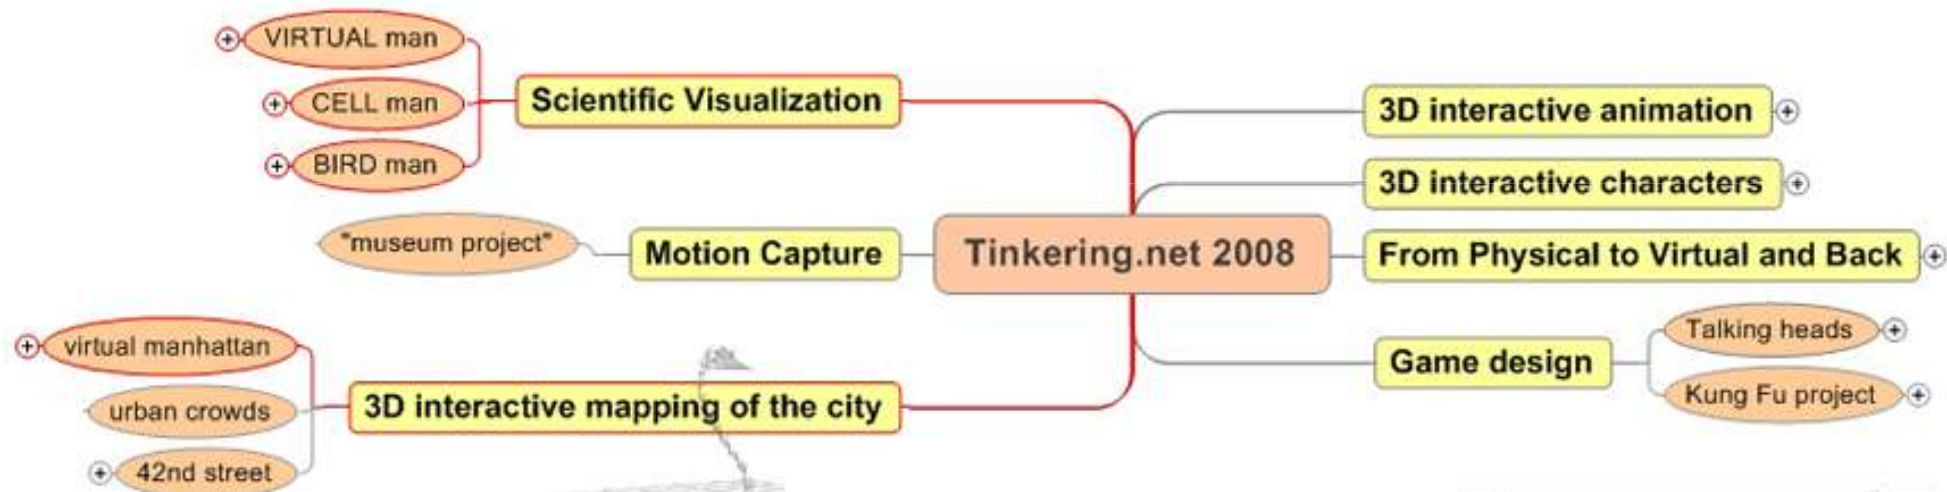 VIRTUAL man
CELL man
BIRD man
Scientific Visualization
"museum project"
Motion Capture
virtual manhattan
urban crowds
42nd street
3D interactive mapping of the city
Tinkering.net 2008
3D interactive animation
3D interactive characters
From Physical to Virtual and Back
Game design
Talking heads
Kung Fu project